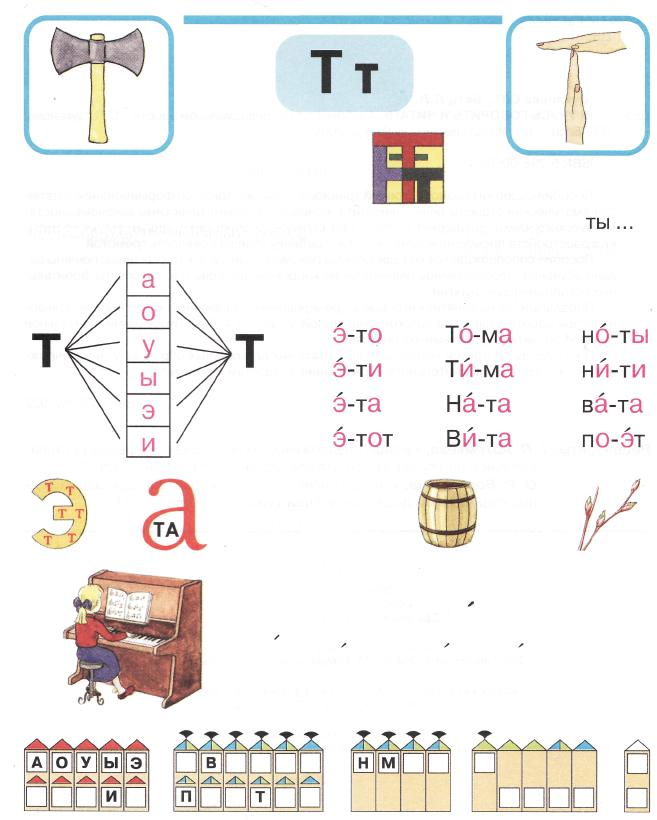 Т т
ты ...
а
о
Т у Т
ы
э
и
э́-то То́-ма но́-ты
э́-ти Ти́-ма ни́-ти
э́-та На́-та ва́-та
э́-тот Ви́-та по-э́т
Э Т Т Т Т Т Т
а ТА
А О У Ы Э В Н М
И П Т